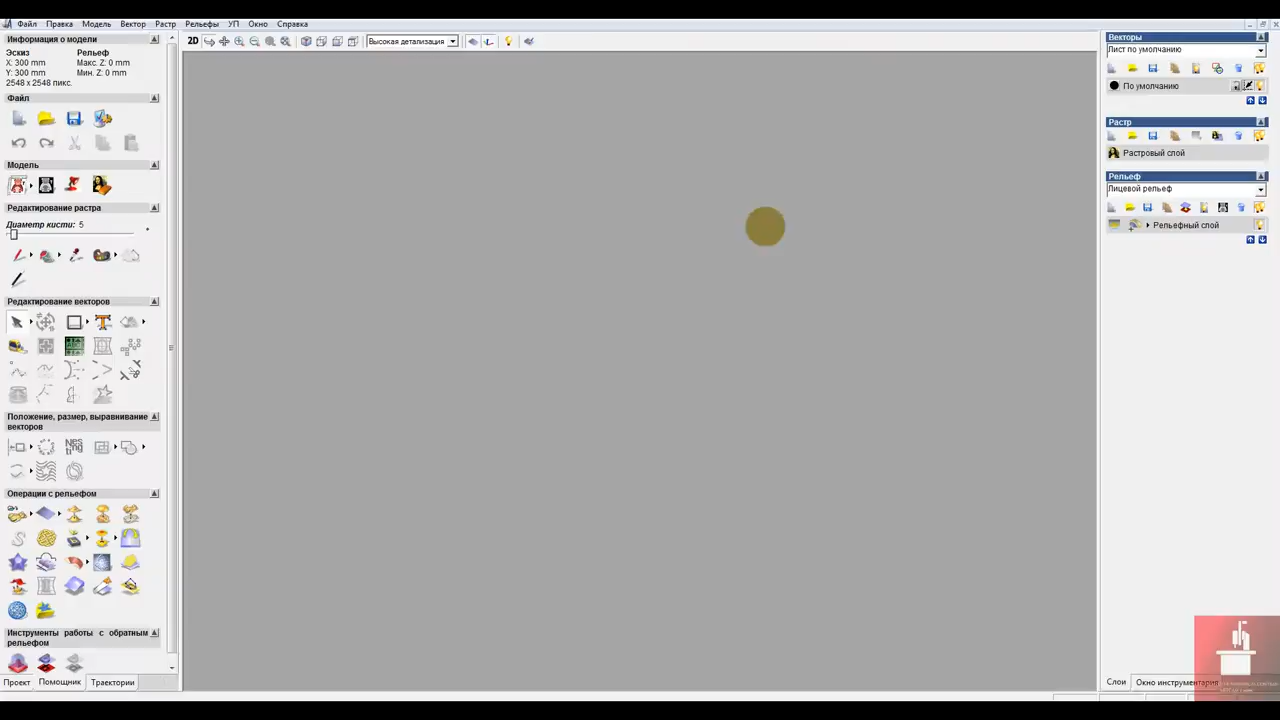 Файл Правка Модель Вектор Растр Рельефы УП Окно Справка
Информация о модели
Эскиз Рельеф
X: 300 mm Макс. Z: 0 mm
Y: 300 mm Мин. Z: 0 mm
2548 x 2548 пикс.
Файл
Модель
Редактирование растра
Диаметр кисти: 5
Редактирование векторов
Положение, размер, выравнивание
векторов
Nes
ting
Операции с рельефом
Инструменты работы с обратным
рельефом
Проект Помощник Траектории
2D Высокая детализация
Векторы
Лист по умолчанию
По умолчанию
Растр
Растровый слой
Рельеф
Лицевой рельеф
Рельефный слой
Слои Окно инструментария